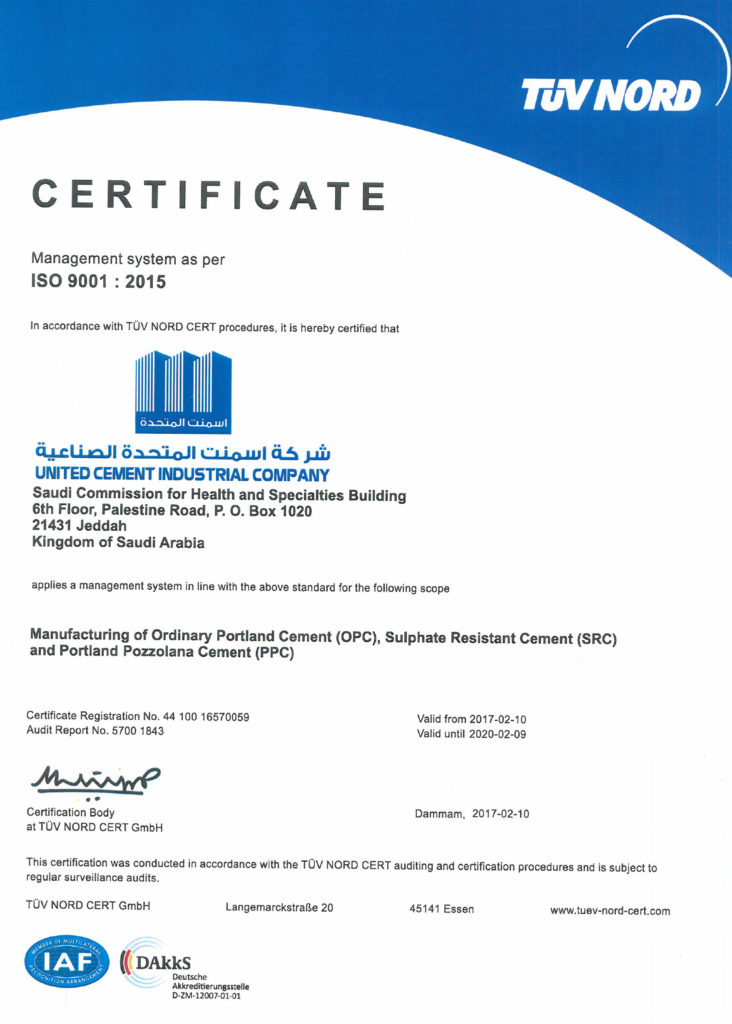 TÜV NORD
CERTIFICATE
Management system as per
ISO 9001 : 2015
In accordance with TÜV NORD CERT procedures, it is hereby certified that
اسمنت المتحدة
شركة اسمنت المتحدة الصناعية
UNITED CEMENT INDUSTRIAL COMPANY
Saudi Commission for Health and Specialties Building
6th Floor, Palestine Road, P. O. Box 1020
21431 Jeddah
Kingdom of Saudi Arabia
applies a management system in line with the above standard for the following scope
Manufacturing of Ordinary Portland Cement (OPC), Sulphate Resistant Cement (SRC)
and Portland Pozzolana Cement (PPC)
Certificate Registration No. 44 100 16570059
Audit Report No. 5700 1843
Valid from 2017-02-10
Valid until 2020-02-09
Certification Body
at TÜV NORD CERT GmbH
Dammam, 2017-02-10
This certification was conducted in accordance with the TÜV NORD CERT auditing and certification procedures and is subject to
regular surveillance audits.
TÜV NORD CERT GmbH Langemarckstraße 20 45141 Essen www.tuev-nord-cert.com
MEMBER OF MULTILATERAL
IAF
RECOGNITION ARRANGEMENT
DAkkS
Deutsche
Akkreditierungsstelle
D-ZM-12007-01-01